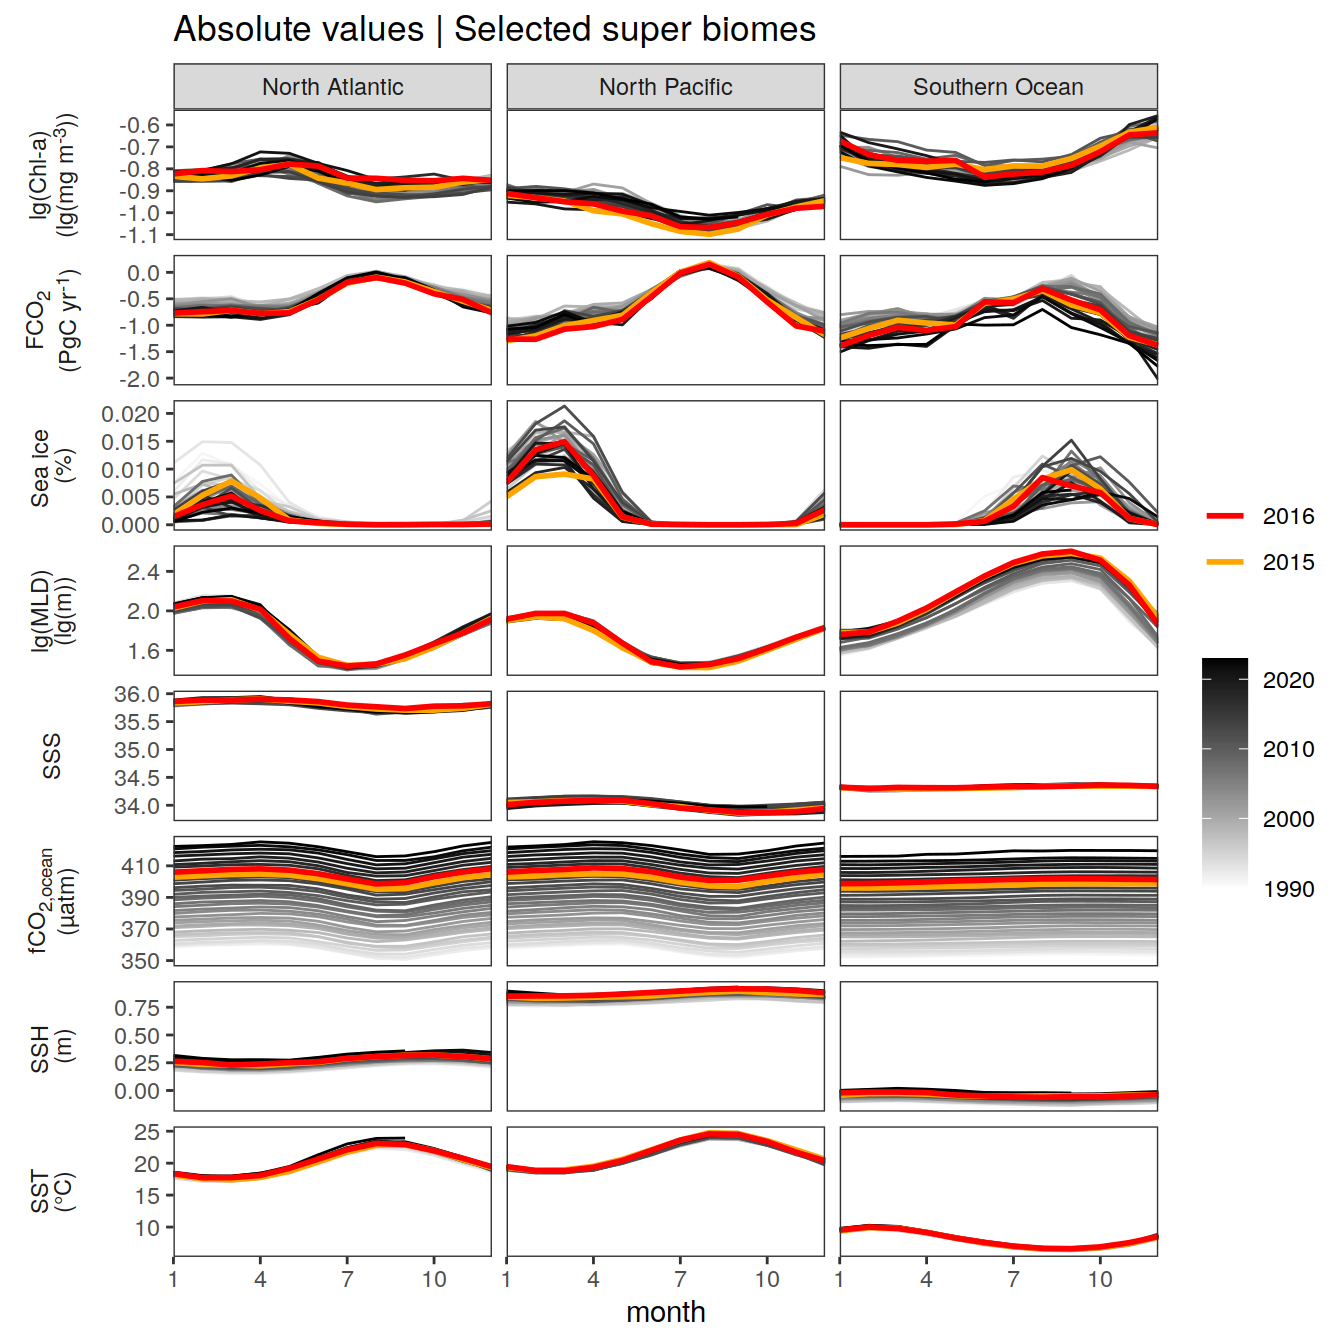 Absolute values | Selected super biomes
North Atlantic
North Pacific
Southern Ocean
lg(Chl-a)
(lg(mg m⁻³))
-0.6
-0.7
-0.8
-0.9
-1.0
-1.1
FCO₂
(PgC yr⁻¹)
0.0
-0.5
-1.0
-1.5
-2.0
Sea ice
(%)
0.020
0.015
0.010
0.005
0.000
lg(MLD)
(lg(m))
2.4
2.0
1.6
SSS
36.0
35.5
35.0
34.5
34.0
fCO₂,ocean
(µatm)
410
390
370
350
SSH
(m)
0.75
0.50
0.25
0.00
SST
(°C)
25
20
15
10
1 4 7 10
1 4 7 10
1 4 7 10
month
2016
2015
2020
2010
2000
1990